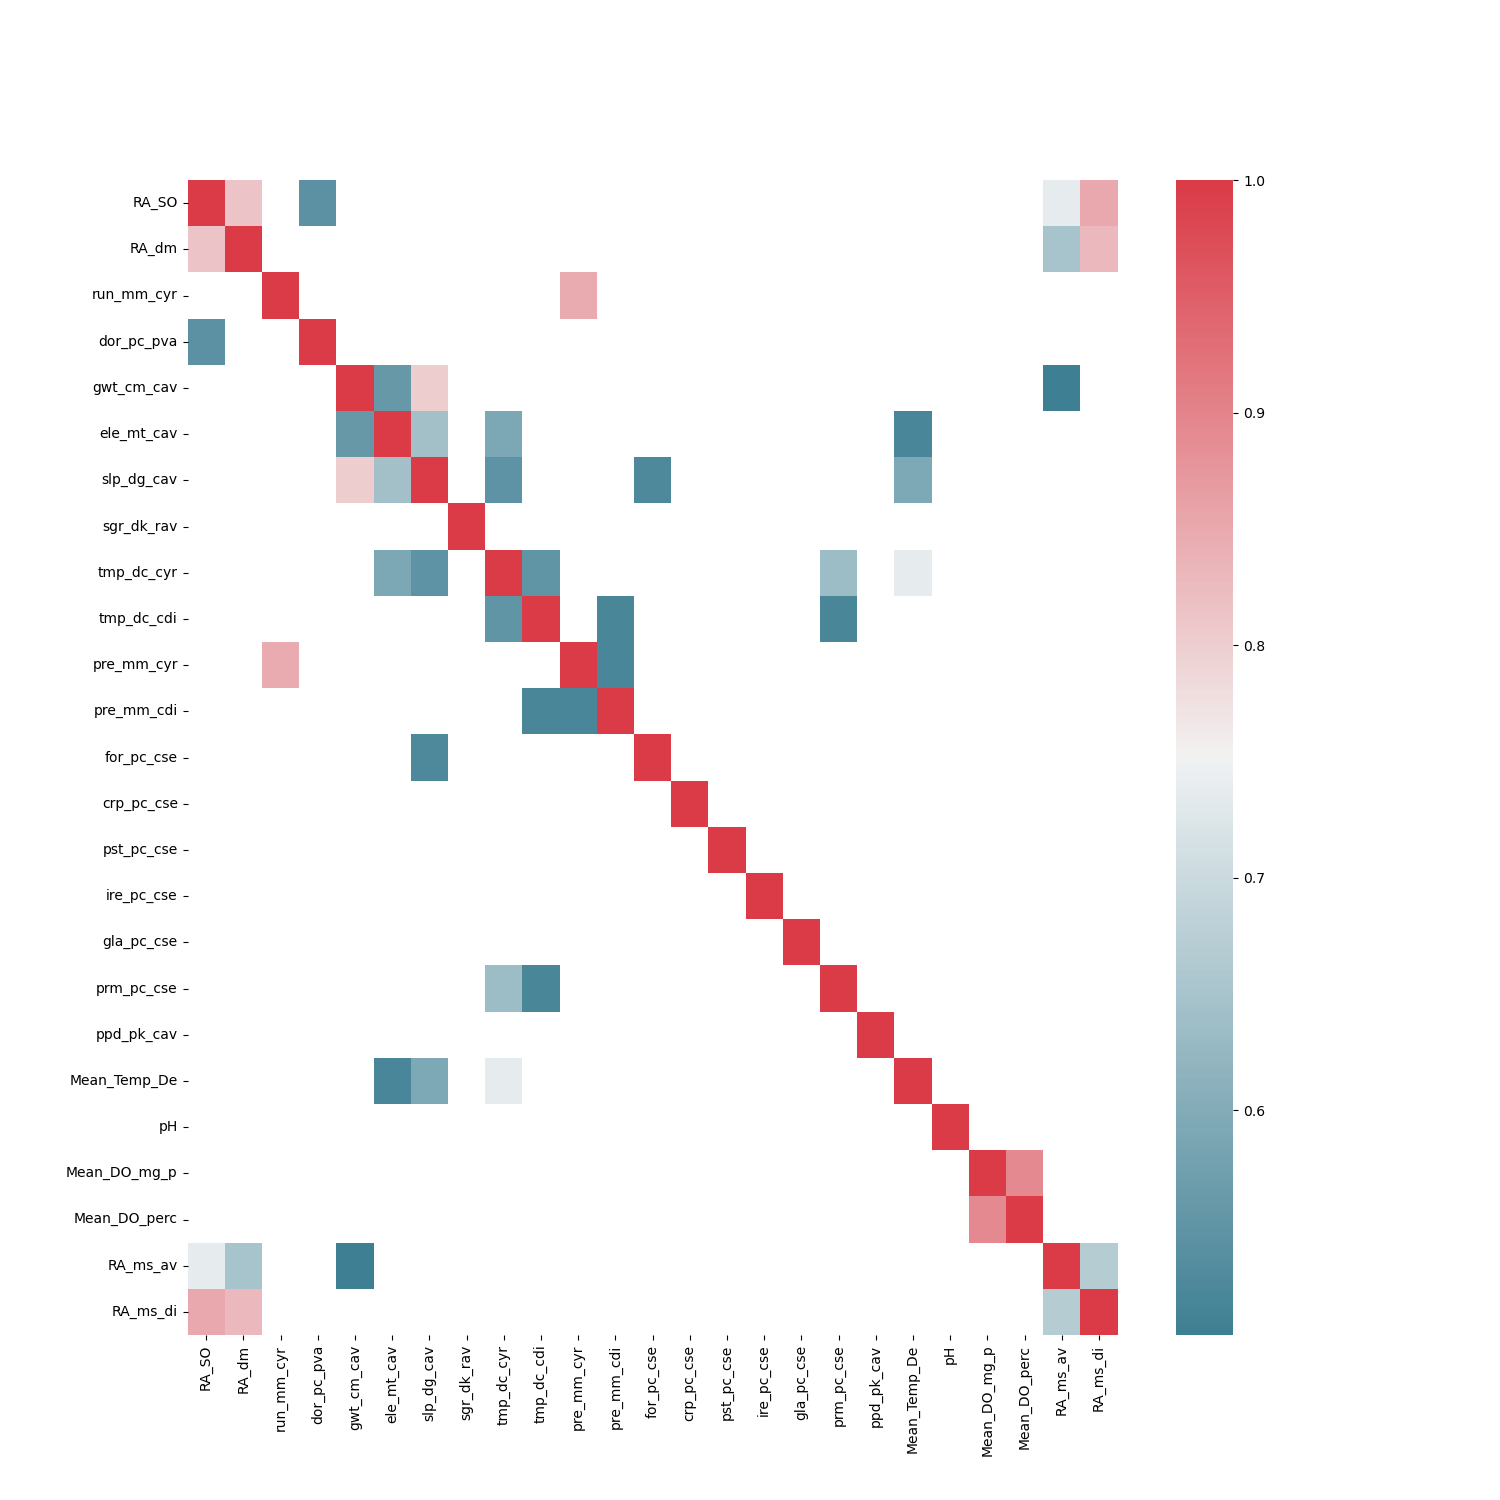 RA_SO
RA_dm
run_mm_cyr
dor_pc_pva
gwt_cm_cav
ele_mt_cav
slp_dg_cav
sgr_dk_rav
tmp_dc_cyr
tmp_dc_cdi
pre_mm_cyr
pre_mm_cdi
for_pc_cse
crp_pc_cse
pst_pc_cse
ire_pc_cse
gla_pc_cse
prm_pc_cse
ppd_pk_cav
Mean_Temp_De
pH
Mean_DO_mg_p
Mean_DO_perc
RA_ms_av
RA_ms_di
RA_SO
RA_dm
run_mm_cyr
dor_pc_pva
gwt_cm_cav
ele_mt_cav
slp_dg_cav
sgr_dk_rav
tmp_dc_cyr
tmp_dc_cdi
pre_mm_cyr
pre_mm_cdi
for_pc_cse
crp_pc_cse
pst_pc_cse
ire_pc_cse
gla_pc_cse
prm_pc_cse
ppd_pk_cav
Mean_Temp_De
pH
Mean_DO_mg_p
Mean_DO_perc
RA_ms_av
RA_ms_di
1.0
0.9
0.8
0.7
0.6